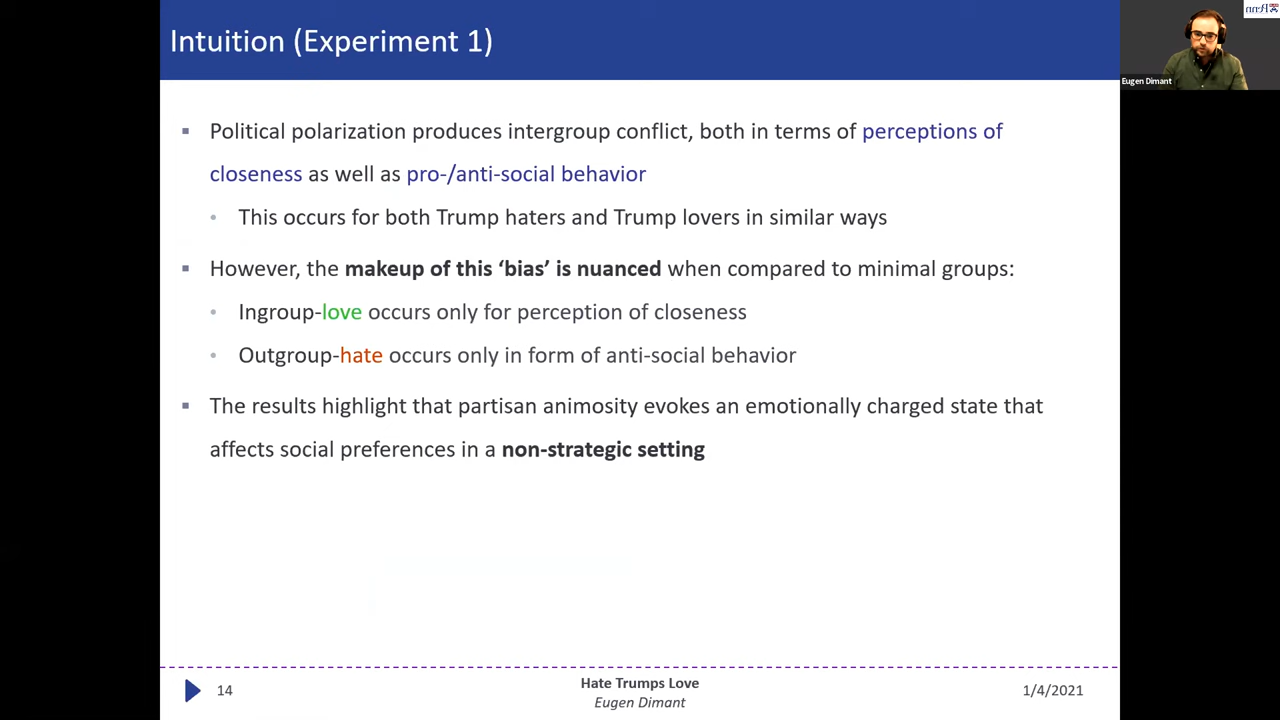 Intuition (Experiment 1)
Eugen Dimant
Political polarization produces intergroup conflict, both in terms of perceptions of
closeness as well as pro-/anti-social behavior
This occurs for both Trump haters and Trump lovers in similar ways
However, the makeup of this ‘bias’ is nuanced when compared to minimal groups:
Ingroup-love occurs only for perception of closeness
Outgroup-hate occurs only in form of anti-social behavior
The results highlight that partisan animosity evokes an emotionally charged state that
affects social preferences in a non-strategic setting
14
Hate Trumps Love
Eugen Dimant
1/4/2021